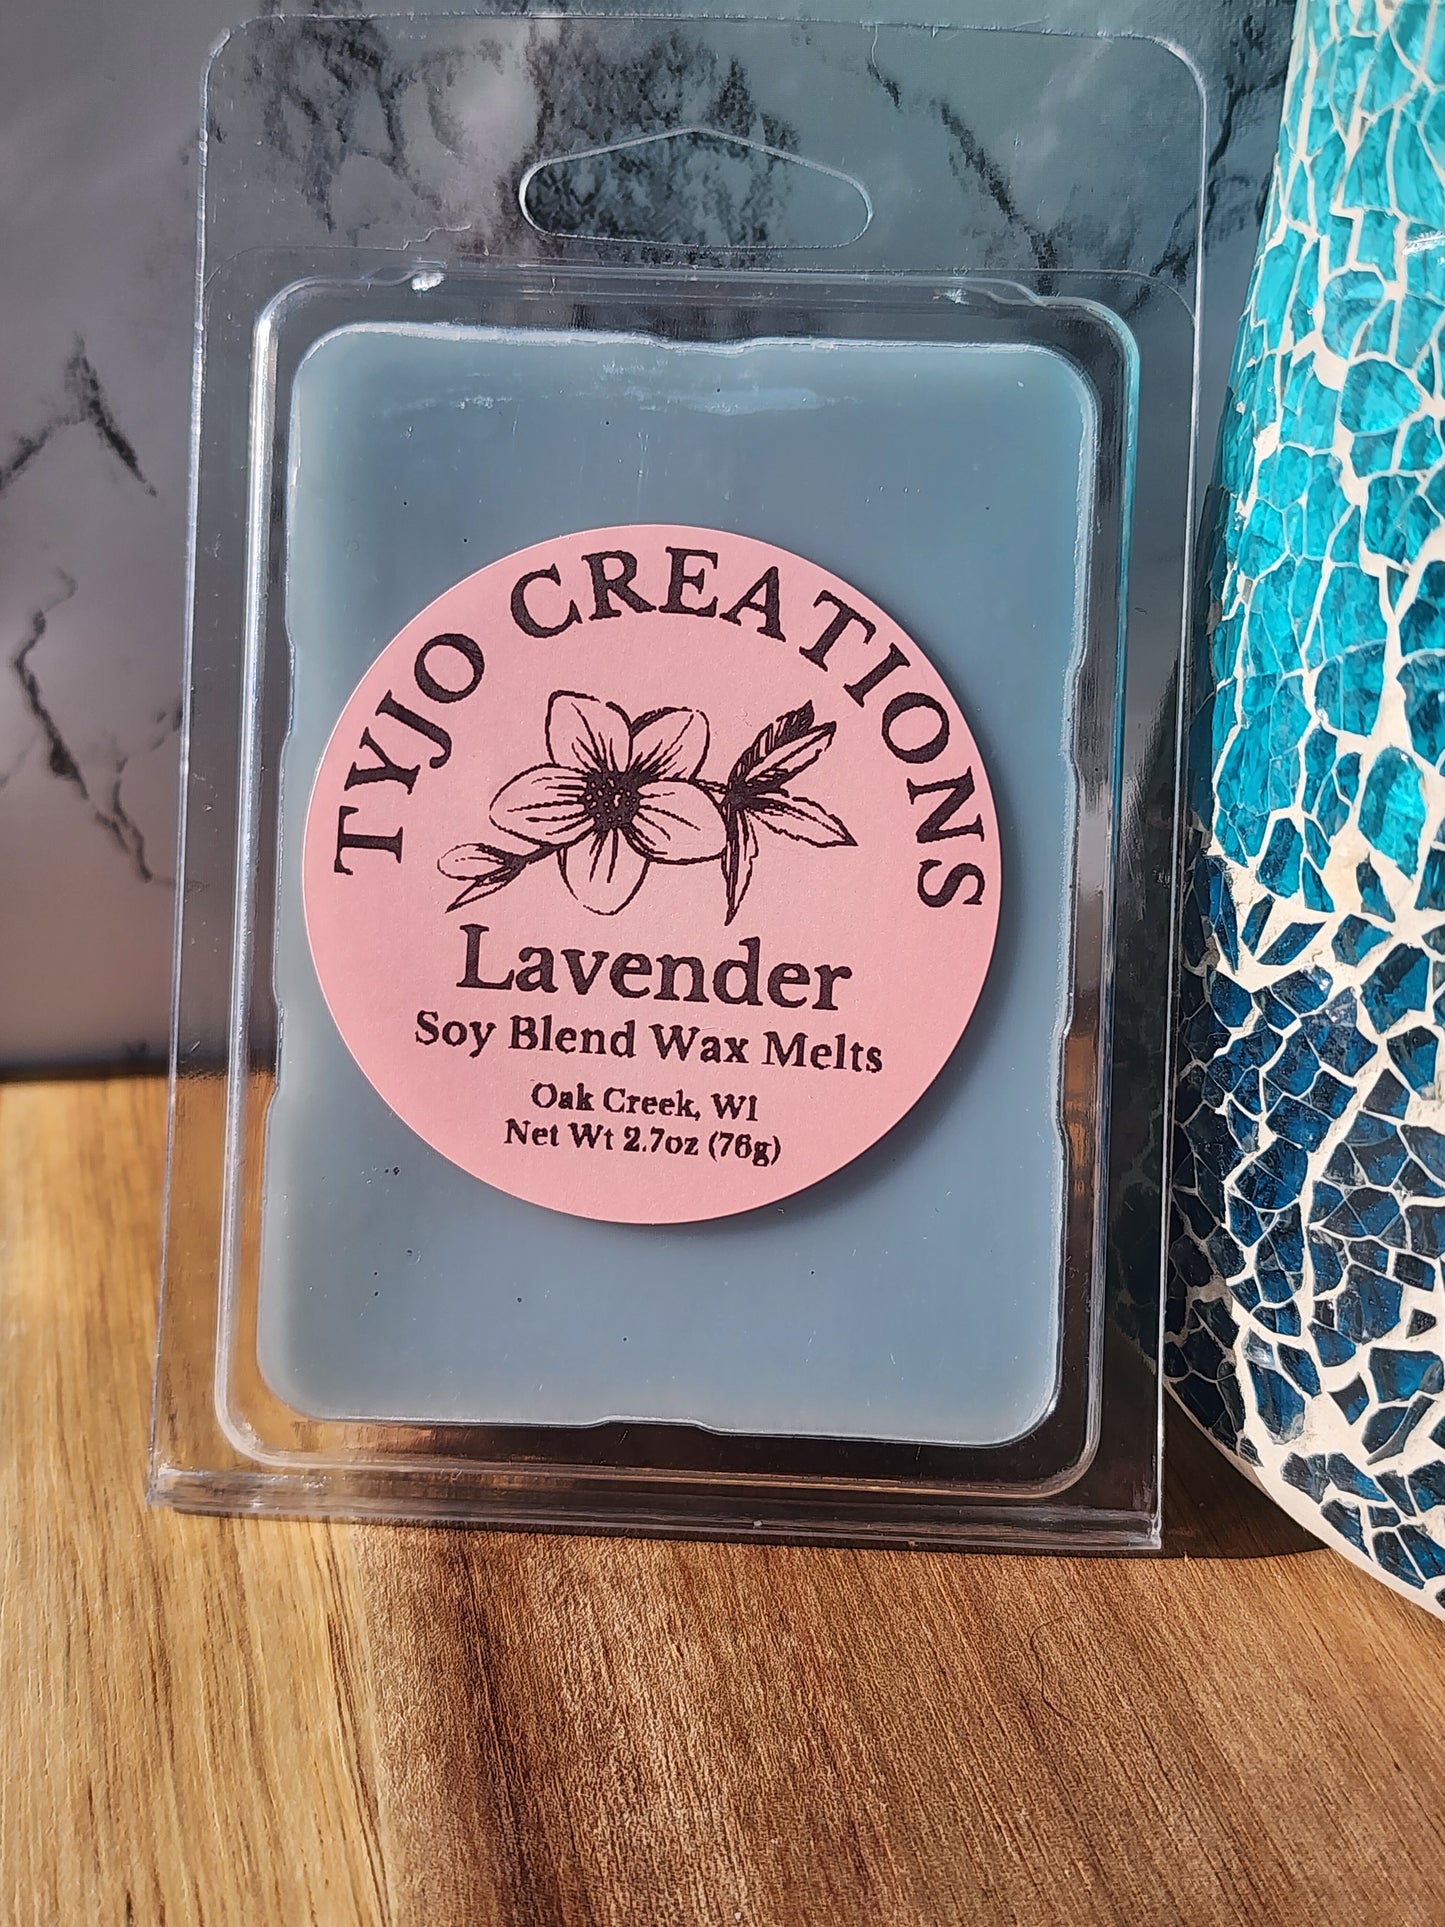 TYJO CREATIONS
Lavender
Soy Blend Wax Melts
Oak Creek, WI
Net Wt 2.7oz (76g)